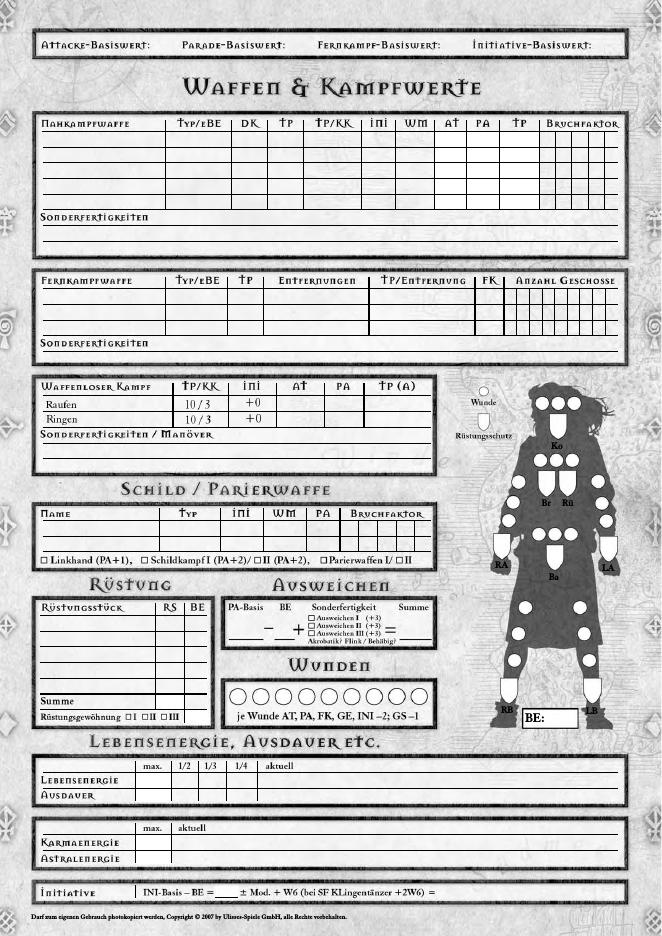 Attacke-Basiswert: Parade-Basiswert: Fernkampf-Basiswert: Initiative-Basiswert:
Waffen & Kampfwerte
Nahkampfwaffe Typ/eBE DK TP TP/KK INI WM AT PA TP Bruchfaktor
Sonderfertigkeiten
Fernkampfwaffe Typ/eBE TP Entfernungen TP/Entfernung FK Anzahl Geschosse
Sonderfertigkeiten
Waffenloser Kampf TP/KK INI AT PA TP (A)
Raufen 10 / 3 +0
Ringen 10 / 3 +0
Sonderfertigkeiten / Manöver
Wunde
Rüstungsschutz
Ko
Br Rü
RA LA
Ba
RB LB
BE:
Schild / Parierwaffe
Name Typ INI WM PA Bruchfaktor
□ Linkhand (PA+1), □ Schildkampf I (PA+2)/ □ II (PA+2), □ Parierwaffen I/ □ II
Rüstung
Rüstungsstück RS BE
Summe
Rüstungsgewöhnung □ I □ II □ III
Ausweichen
PA-Basis BE Sonderfertigkeit Summe
□ Ausweichen I (+3)
□ Ausweichen II (+3)
□ Ausweichen III (+3)
– + =
Akrobatik? Flink / Behäbig?
Wunden
je Wunde AT, PA, FK, GE, INI –2; GS –1
Lebensenergie, Ausdauer etc.
max. 1/2 1/3 1/4 aktuell
Lebensenergie
Ausdauer
max. aktuell
Karmaenergie
Astralenergie
Initiative INI-Basis – BE = ____ ± Mod. + W6 (bei SF KLingentänzer +2W6) =
Darf zum eigenen Gebrauch photokopiert werden, Copyright © 2007 by Ulisses-Spiele GmbH, alle Rechte vorbehalten.